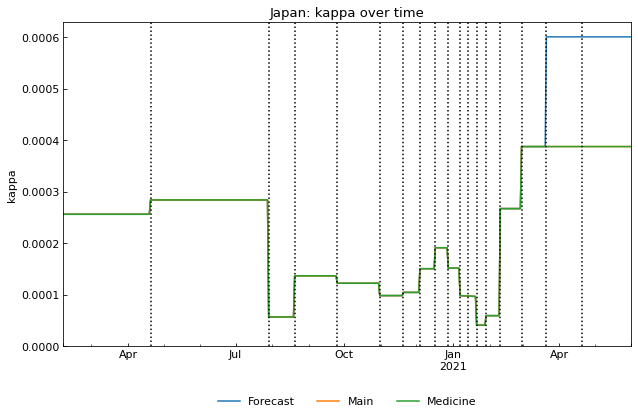 Japan: kappa over time
kappa
0.0006
0.0005
0.0004
0.0003
0.0002
0.0001
0.0000
Apr Jul Oct Jan Apr
2021
Forecast Main Medicine